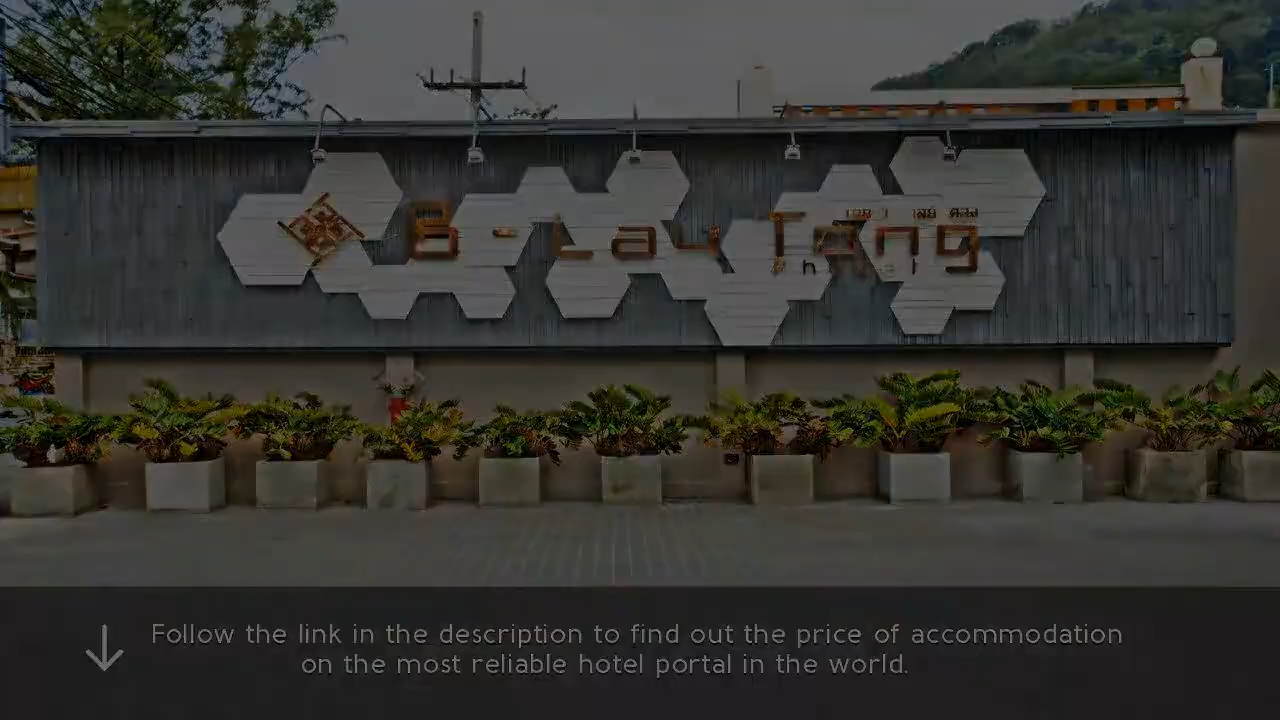 B-Lay Tong
Follow the link in the description to find out the price of accommodation
on the most reliable hotel portal in the world.